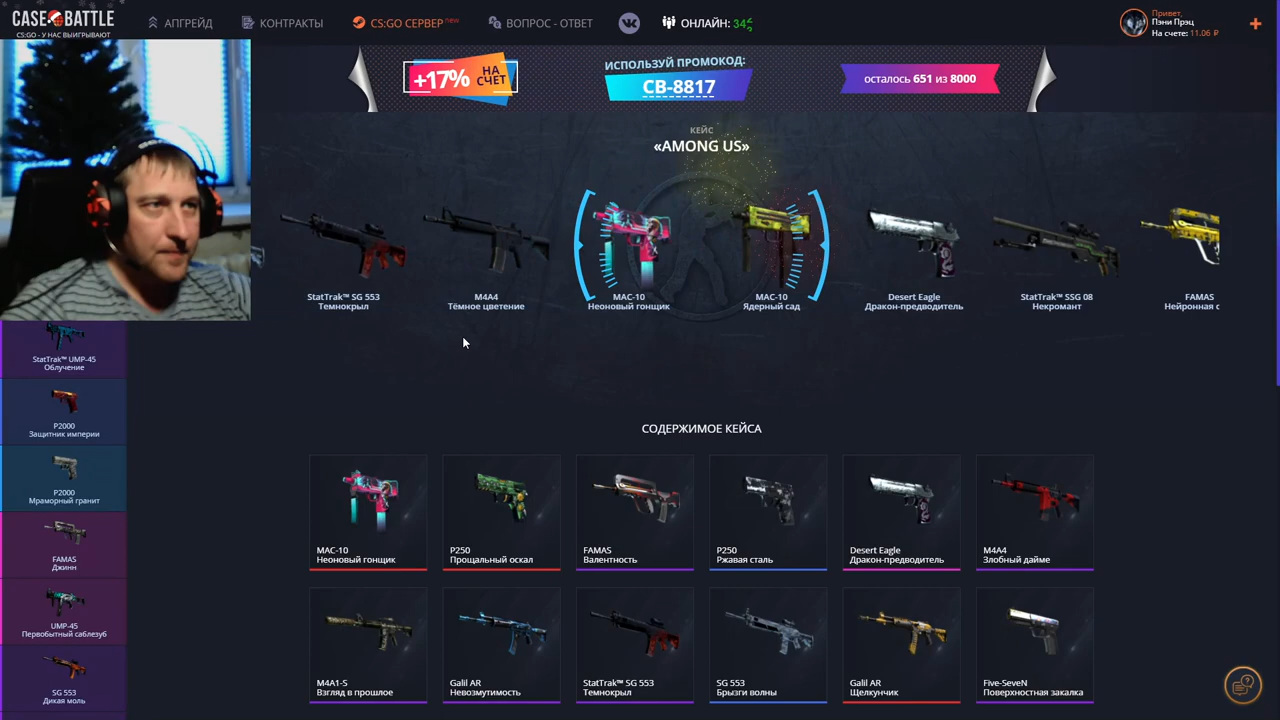 CASE BATTLE
CS:GO - У НАС ВЫИГРЫВАЮТ
АПГРЕЙД
КОНТРАКТЫ
CS:GO СЕРВЕР new
ВОПРОС - ОТВЕТ
ОНЛАЙН:
Привет,
Пэни Прэц
На счете: 11.06 ₽
+17% НА СЧЕТ
ИСПОЛЬЗУЙ ПРОМОКОД:
CB-8817
осталось 651 из 8000
КЕЙС
«AMONG US»
StatTrak™ SG 553
Темнокрыл
M4A4
Тёмное цветение
MAC-10
Неоновый гонщик
MAC-10
Ядерный сад
Desert Eagle
Дракон-предводитель
StatTrak™ SSG 08
Некромант
FAMAS
Нейронная с
StatTrak™ UMP-45
Облучение
P2000
Защитник империи
P2000
Мраморный гранит
FAMAS
Джинн
UMP-45
Первобытный саблезуб
SG 553
Дикая моль
СОДЕРЖИМОЕ КЕЙСА
MAC-10
Неоновый гонщик
P250
Прощальный оскал
FAMAS
Валентность
P250
Ржавая сталь
Desert Eagle
Дракон-предводитель
M4A4
Злобный дайме
M4A1-S
Взгляд в прошлое
Galil AR
Невозмутимость
StatTrak™ SG 553
Темнокрыл
SG 553
Брызги волны
Galil AR
Щелкунчик
Five-SeveN
Поверхностная закалка